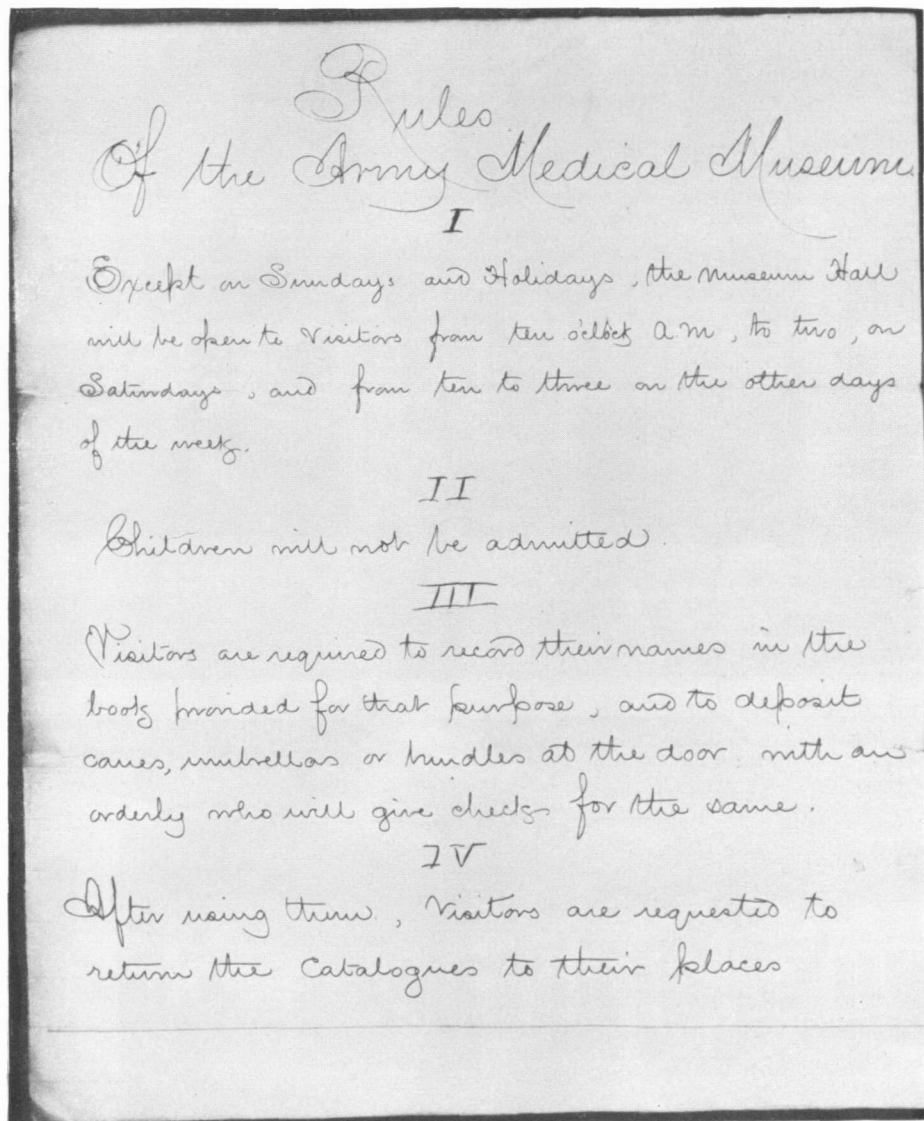 Rules
Of the Army Medical Museum
I
Except on Sundays and Holidays, the Museum Hall
will be open to Visitors from ten o'clock A M, to two, on
Saturdays, and from ten to three on the other days
of the week.
II
Children will not be admitted.
III
Visitors are required to record their names in the
book provided for that purpose, and to deposit
canes, umbrellas or bundles at the door with an
orderly who will give checks for the same.
IV
After using them, Visitors are requested to
return the Catalogues to their places